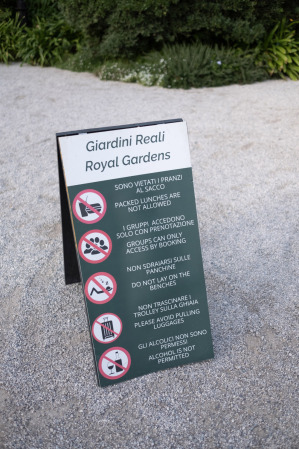 Giardini Reali
Royal Gardens
SONO VIETATI I PRANZI
AL SACCO
PACKED LUNCHES ARE
NOT ALLOWED
I GRUPPI ACCEDONO
SOLO CON PRENOTAZIONE
GROUPS CAN ONLY
ACCESS BY BOOKING
NON SDRAIARSI SULLE
PANCHINE
DO NOT LAY ON THE
BENCHES
NON TRASCINARE I
TROLLEY SULLA GHIAIA
PLEASE AVOID PULLING
LUGGAGES
GLI ALCOLICI NON SONO
PERMESSI
ALCOHOL IS NOT
PERMITTED